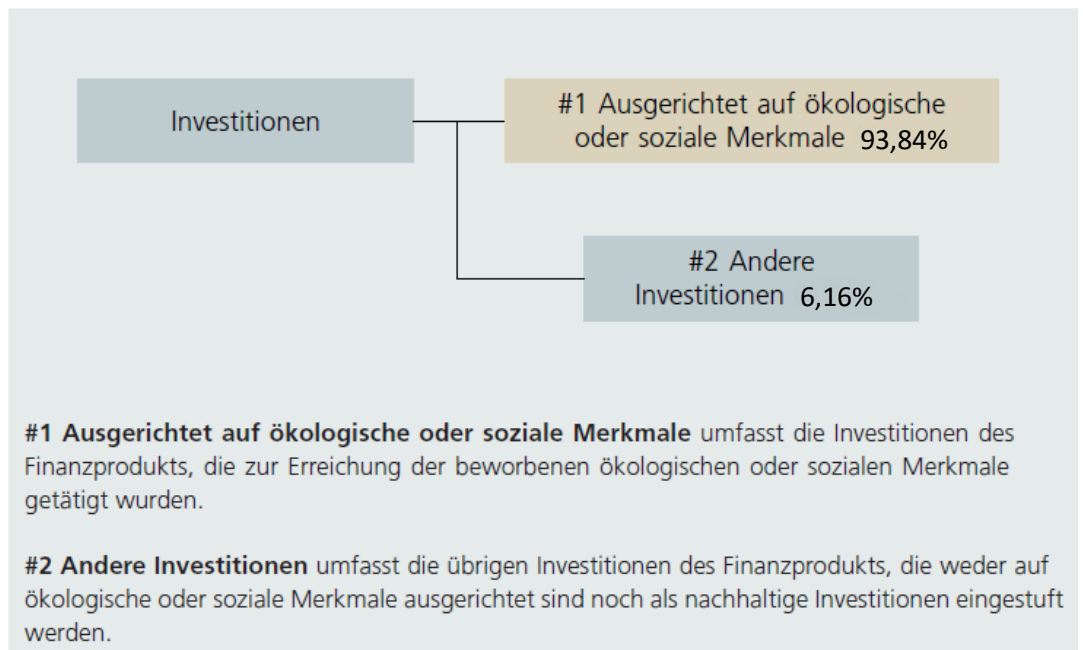 Investitionen
#1 Ausgerichtet auf ökologische
oder soziale Merkmale 93,84%
#2 Andere
Investitionen 6,16%
#1 Ausgerichtet auf ökologische oder soziale Merkmale umfasst die Investitionen des
Finanzprodukts, die zur Erreichung der beworbenen ökologischen oder sozialen Merkmale
getätigt wurden.
#2 Andere Investitionen umfasst die übrigen Investitionen des Finanzprodukts, die weder auf
ökologische oder soziale Merkmale ausgerichtet sind noch als nachhaltige Investitionen eingestuft
werden.